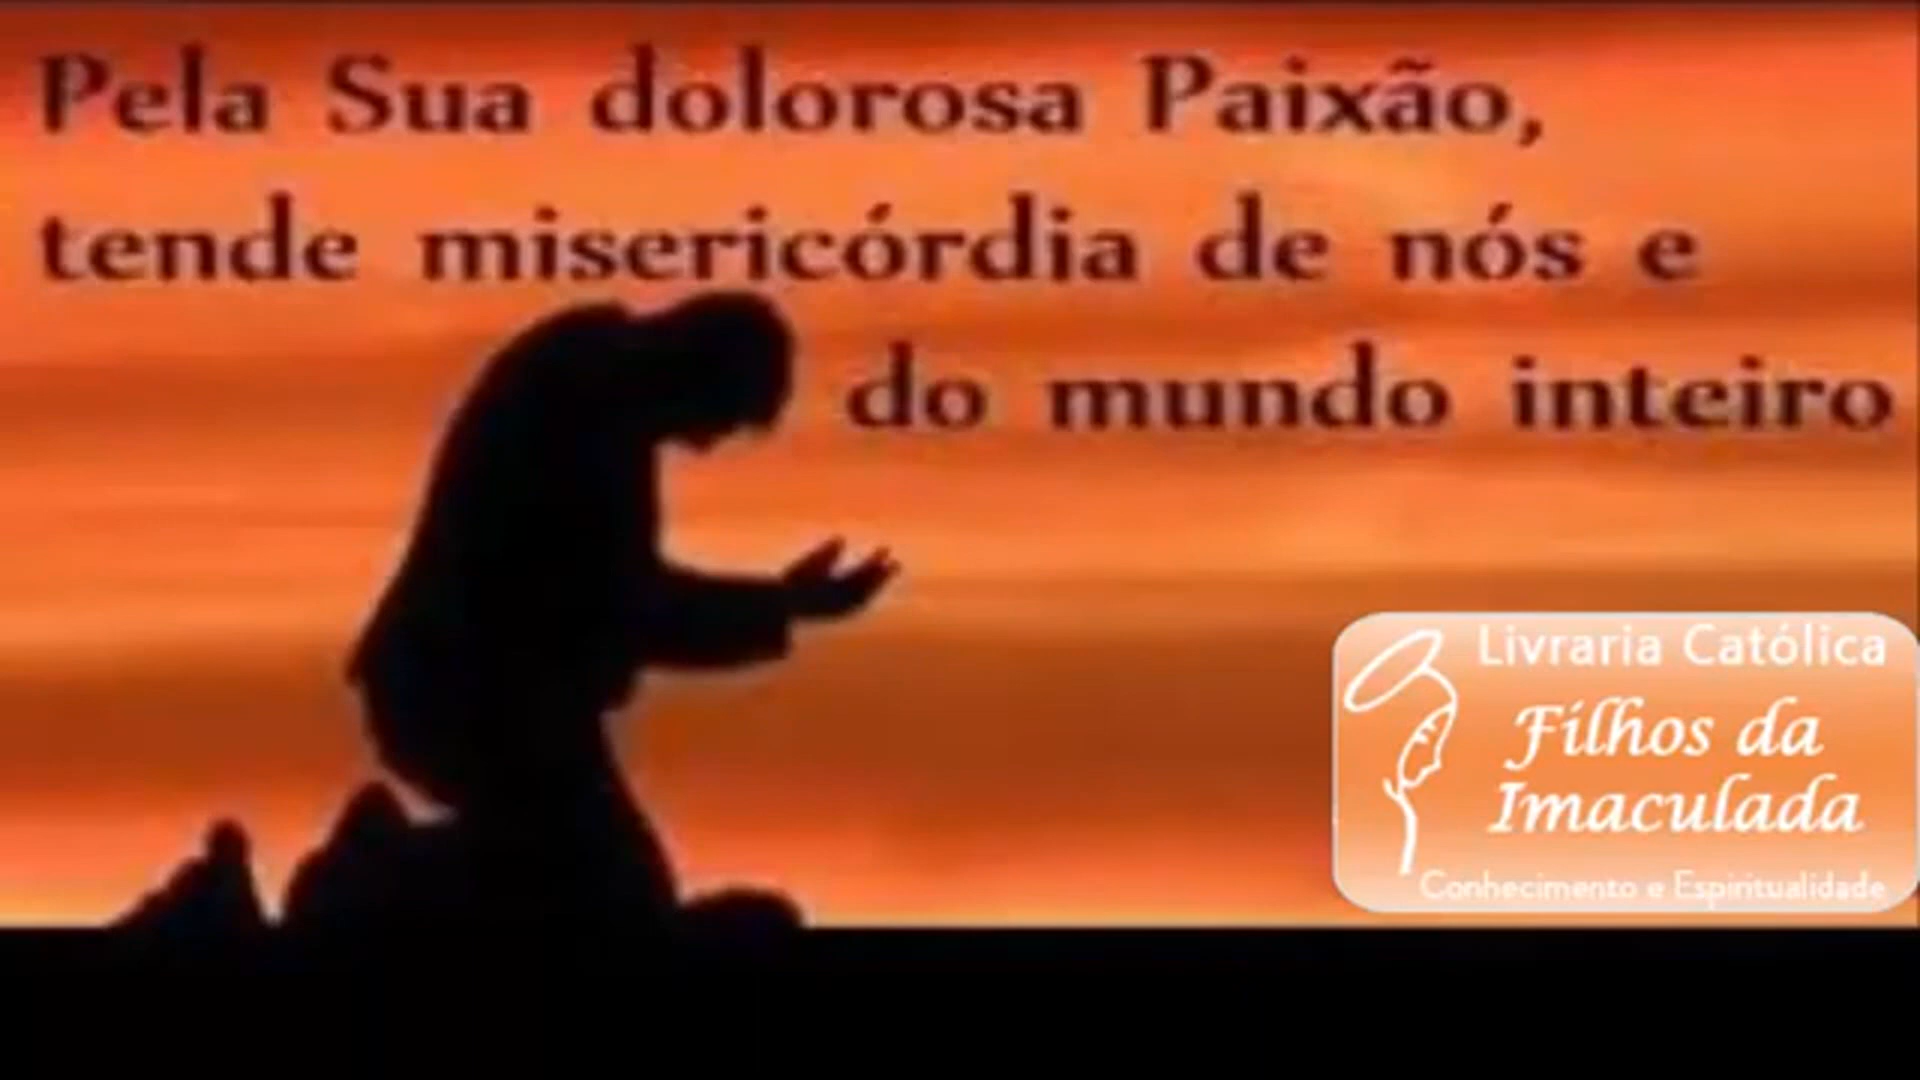 Pela Sua dolorosa Paixão,
tende misericórdia de nós e
do mundo inteiro
Livraria Católica
Filhos da
Imaculada
Conhecimento e Espiritualidade